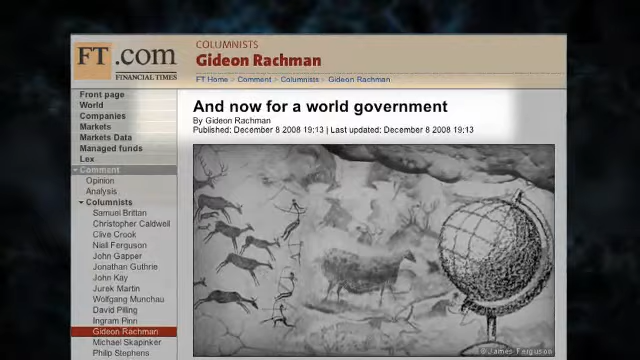 FT.com
FINANCIAL TIMES
COLUMNISTS
Gideon Rachman
FT Home > Comment > Columnists > Gideon Rachman
Front page
World
Companies
Markets
Markets Data
Managed funds
Lex
Comment
Opinion
Analysis
Columnists
Samuel Brittan
Christopher Caldwell
Clive Crook
Niall Ferguson
John Gapper
Jonathan Guthrie
John Kay
Jurek Martin
Wolfgang Munchau
David Pilling
Ingram Pinn
Gideon Rachman
Michael Skapinker
Philip Stephens
And now for a world government
By Gideon Rachman
Published: December 8 2008 19:13 | Last updated: December 8 2008 19:13
©James Ferguson